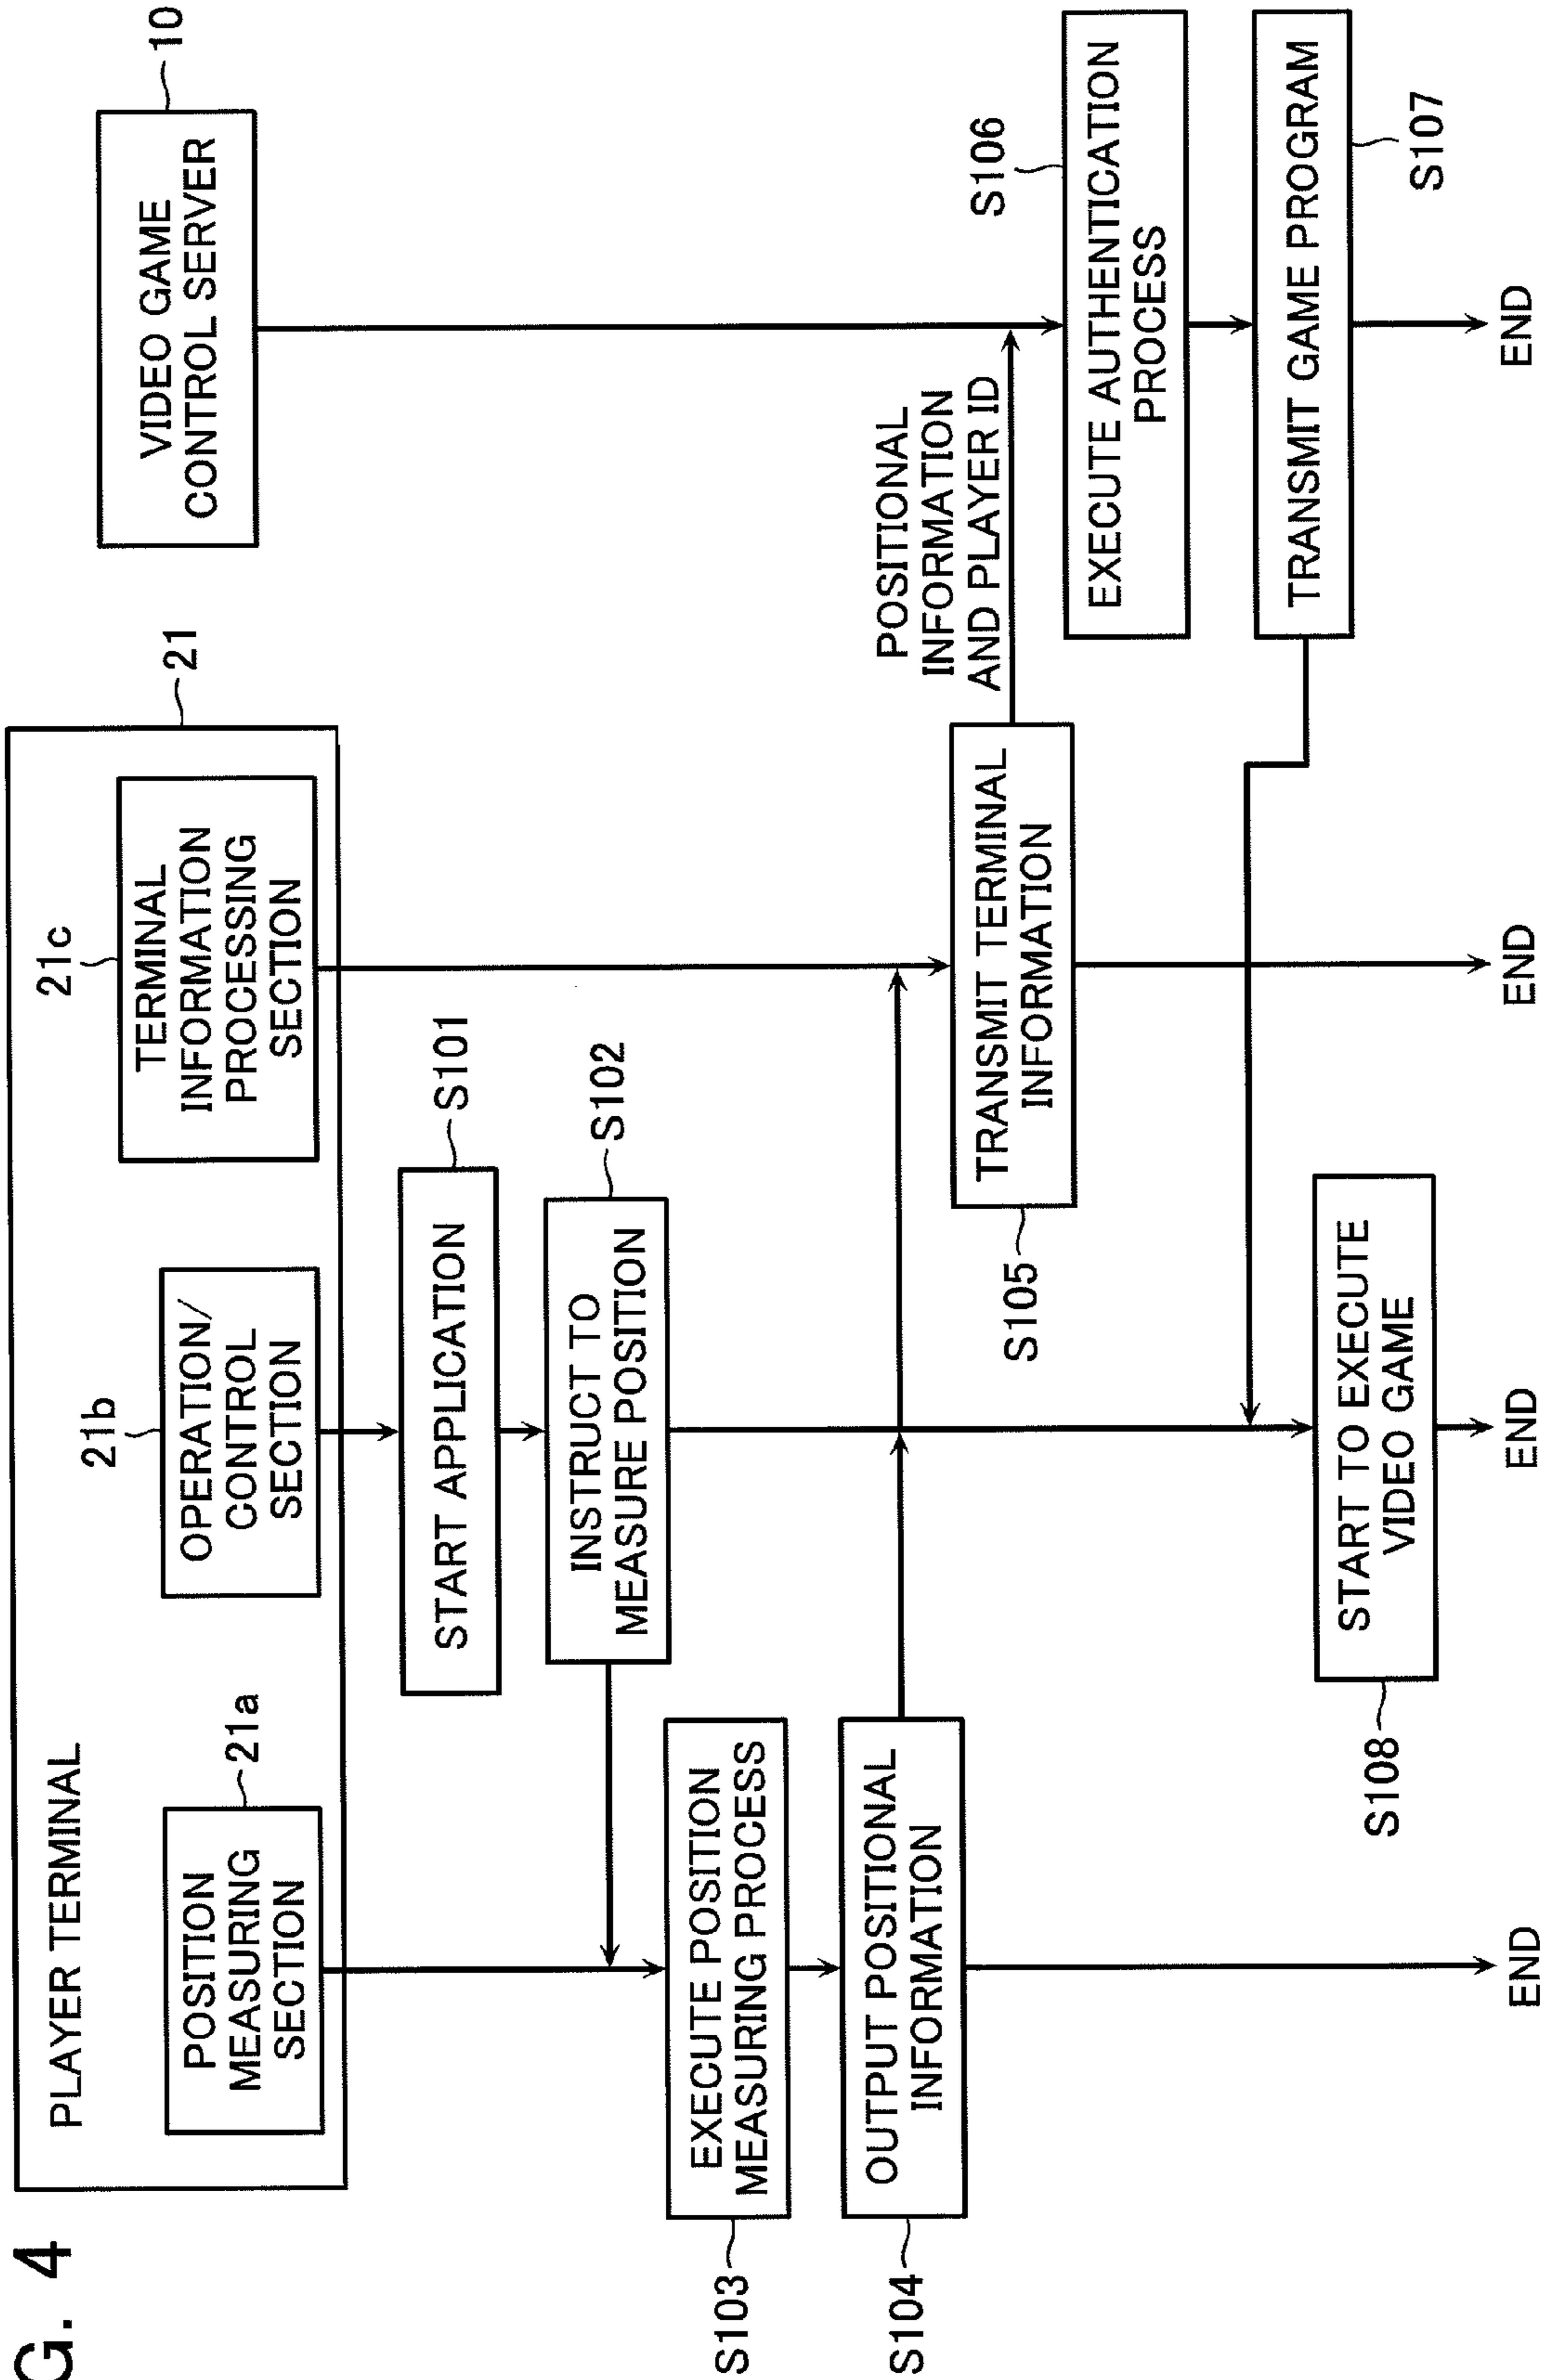 G. 4
PLAYER TERMINAL
21
POSITION
MEASURING
SECTION
21a
OPERATION/
CONTROL
SECTION
21b
TERMINAL
INFORMATION
PROCESSING
SECTION
21c
VIDEO GAME
CONTROL SERVER
10
START APPLICATION
S101
INSTRUCT TO
MEASURE POSITION
S102
EXECUTE POSITION
MEASURING PROCESS
S103
OUTPUT POSITIONAL
INFORMATION
S104
TRANSMIT TERMINAL
INFORMATION
S105
POSITIONAL
INFORMATION
AND PLAYER ID
EXECUTE AUTHENTICATION
PROCESS
S106
TRANSMIT GAME PROGRAM
S107
START TO EXECUTE
VIDEO GAME
S108
END
END
END
END